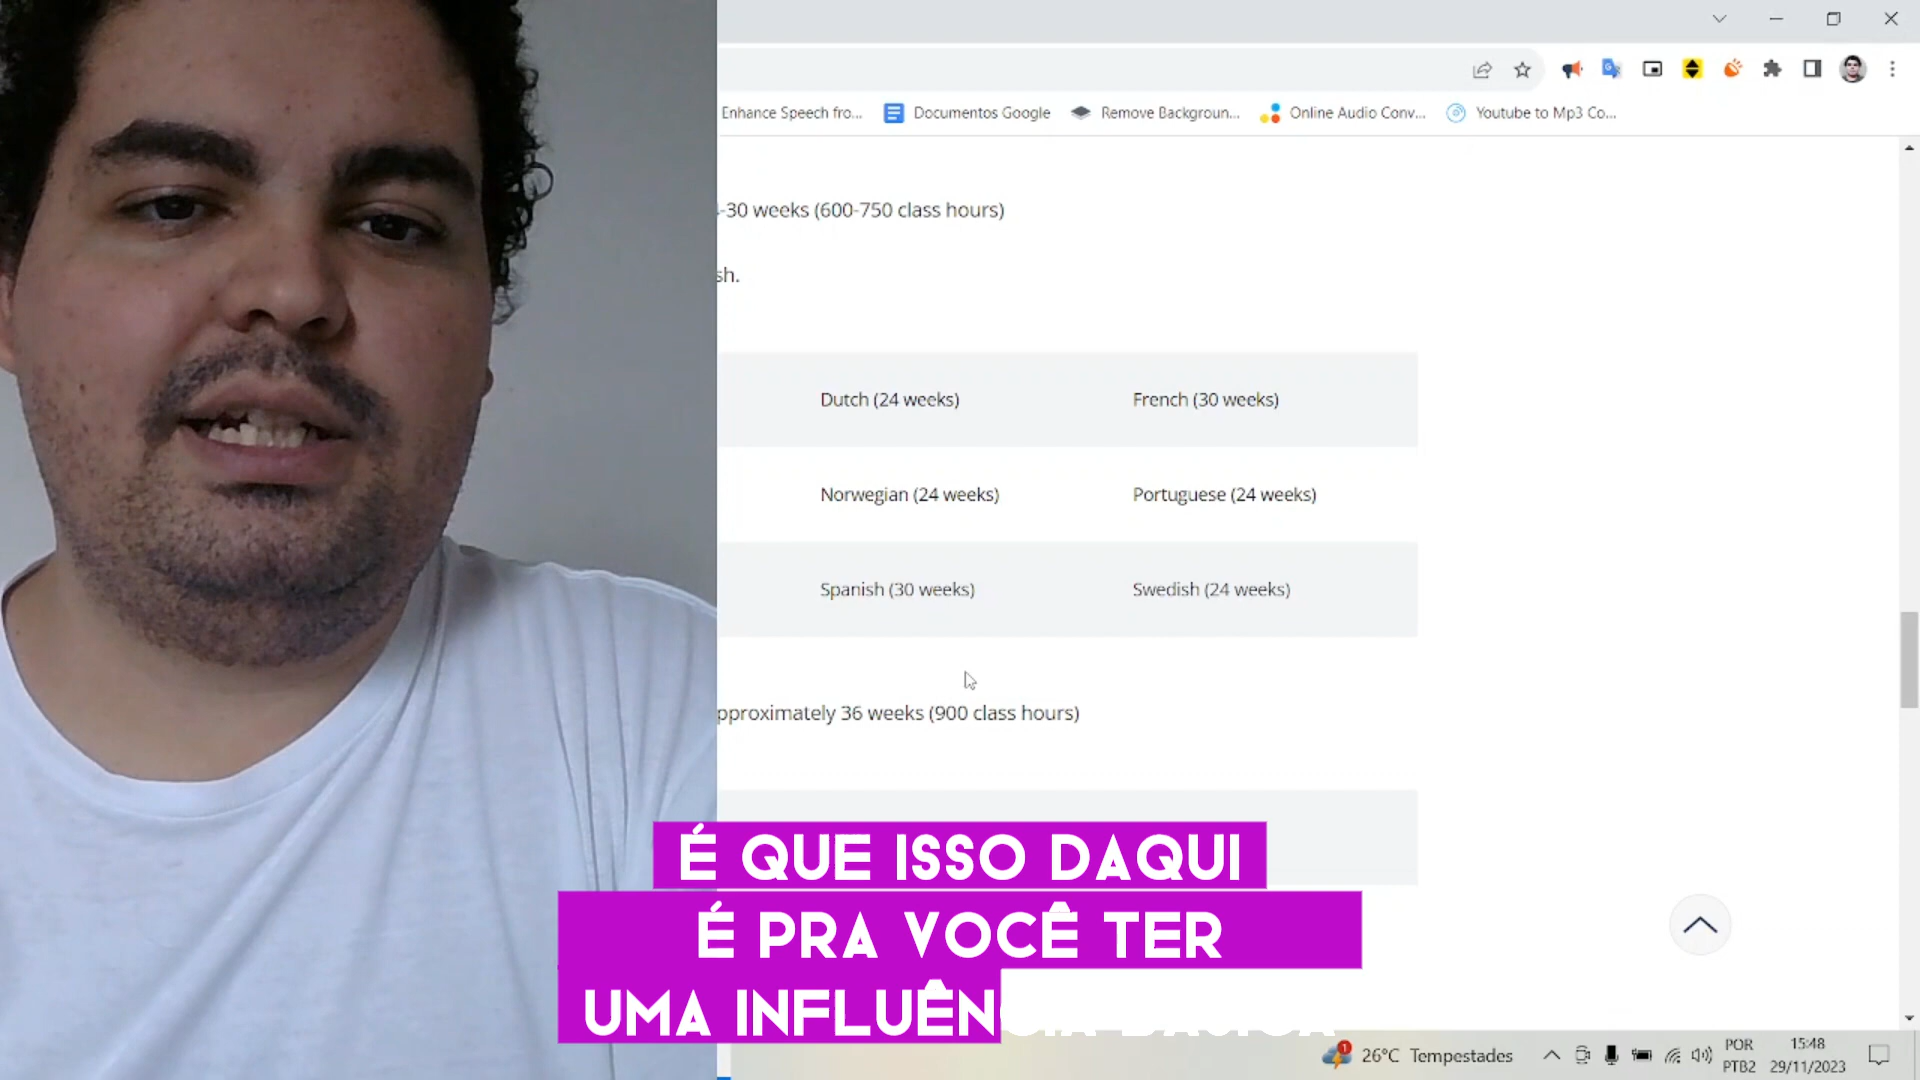 Enhance Speech fro...
Documentos Google
Remove Backgroun...
Online Audio Conv...
Youtube to Mp3 Co...
-30 weeks (600-750 class hours)
sh.
Dutch (24 weeks)
French (30 weeks)
Norwegian (24 weeks)
Portuguese (24 weeks)
Spanish (30 weeks)
Swedish (24 weeks)
pproximately 36 weeks (900 class hours)
É QUE ISSO DAQUI
É PRA VOCÊ TER
UMA INFLUÊNCIA BÁSICA
26°C Tempestades
POR
PTB2
15:48
29/11/2023